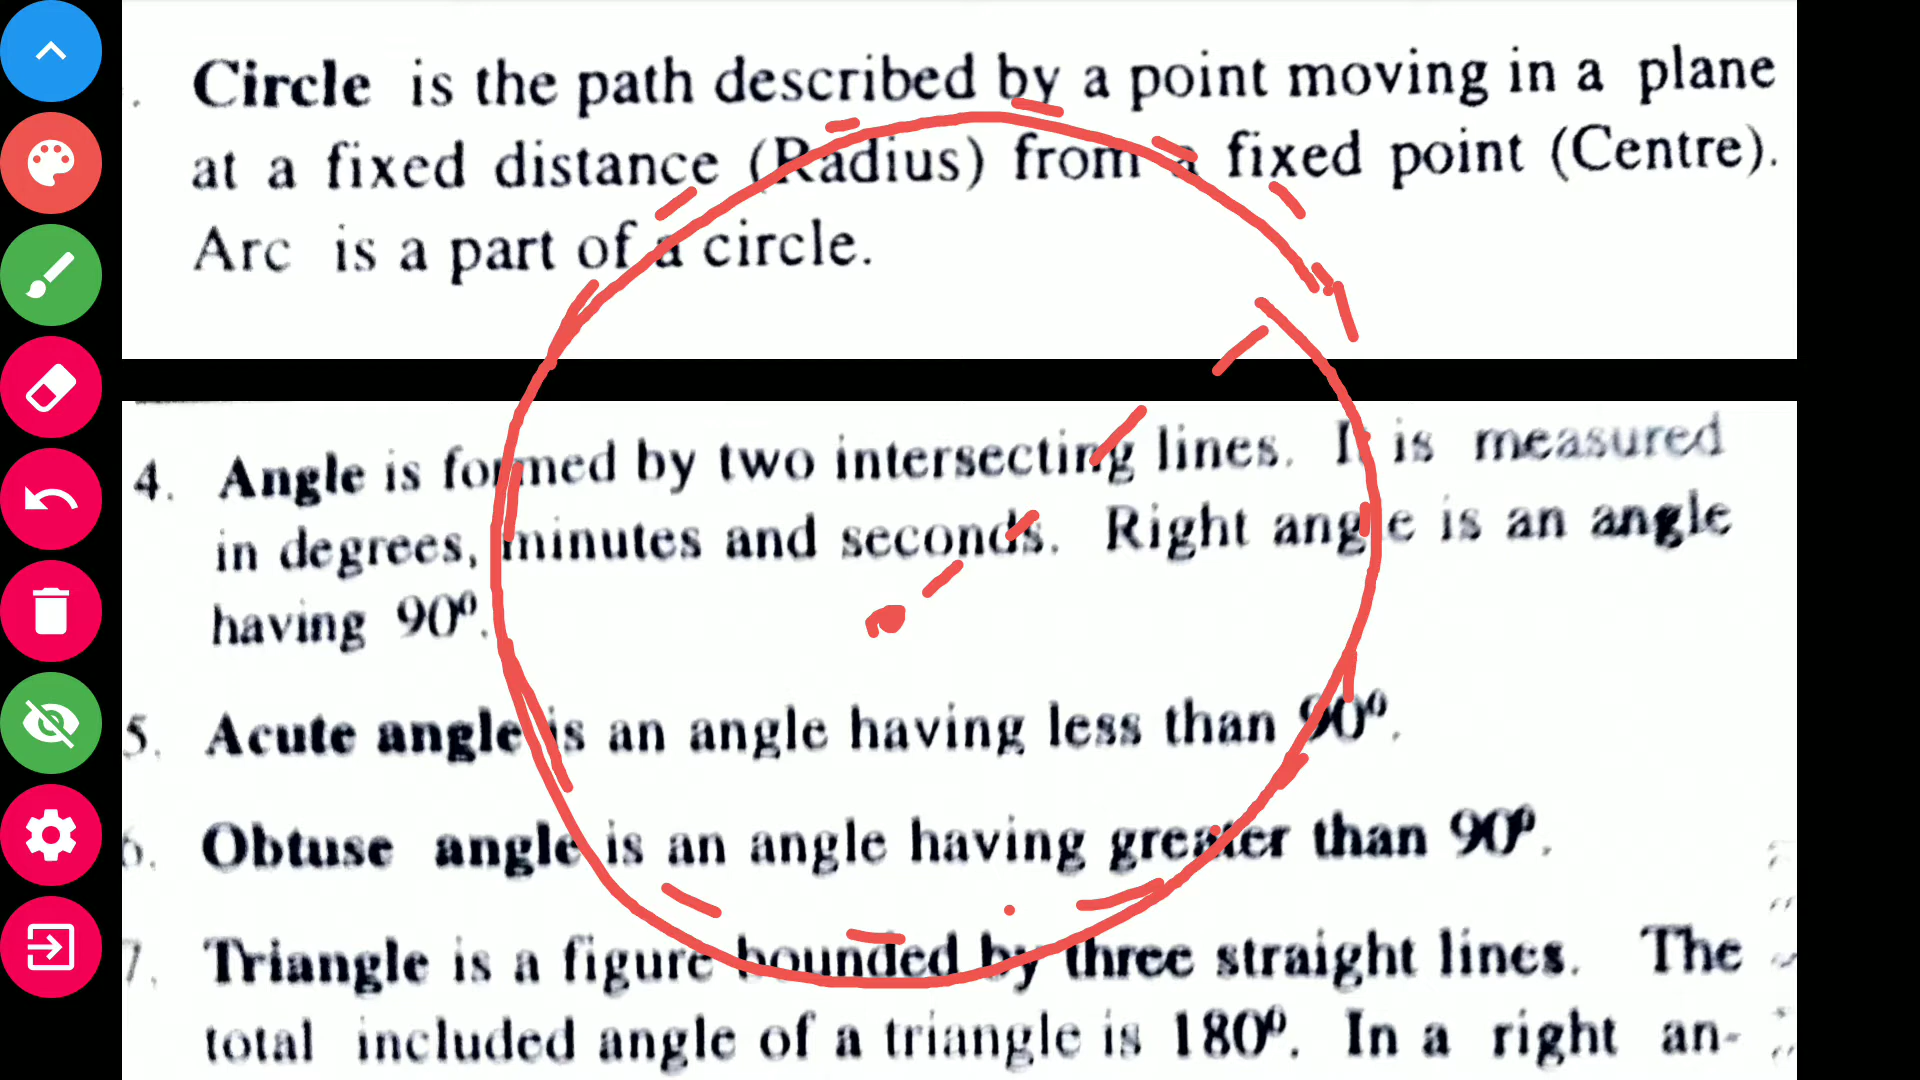 . Circle is the path described by a point moving in a plane
at a fixed distance (Radius) from a fixed point (Centre).
Arc is a part of a circle.
4. Angle is formed by two intersecting lines. It is measured
in degrees, minutes and seconds. Right angle is an angle
having 90⁰.
5. Acute angle is an angle having less than 90⁰.
6. Obtuse angle is an angle having greater than 90⁰.
7. Triangle is a figure bounded by three straight lines. The
total included angle of a triangle is 180⁰. In a right an-